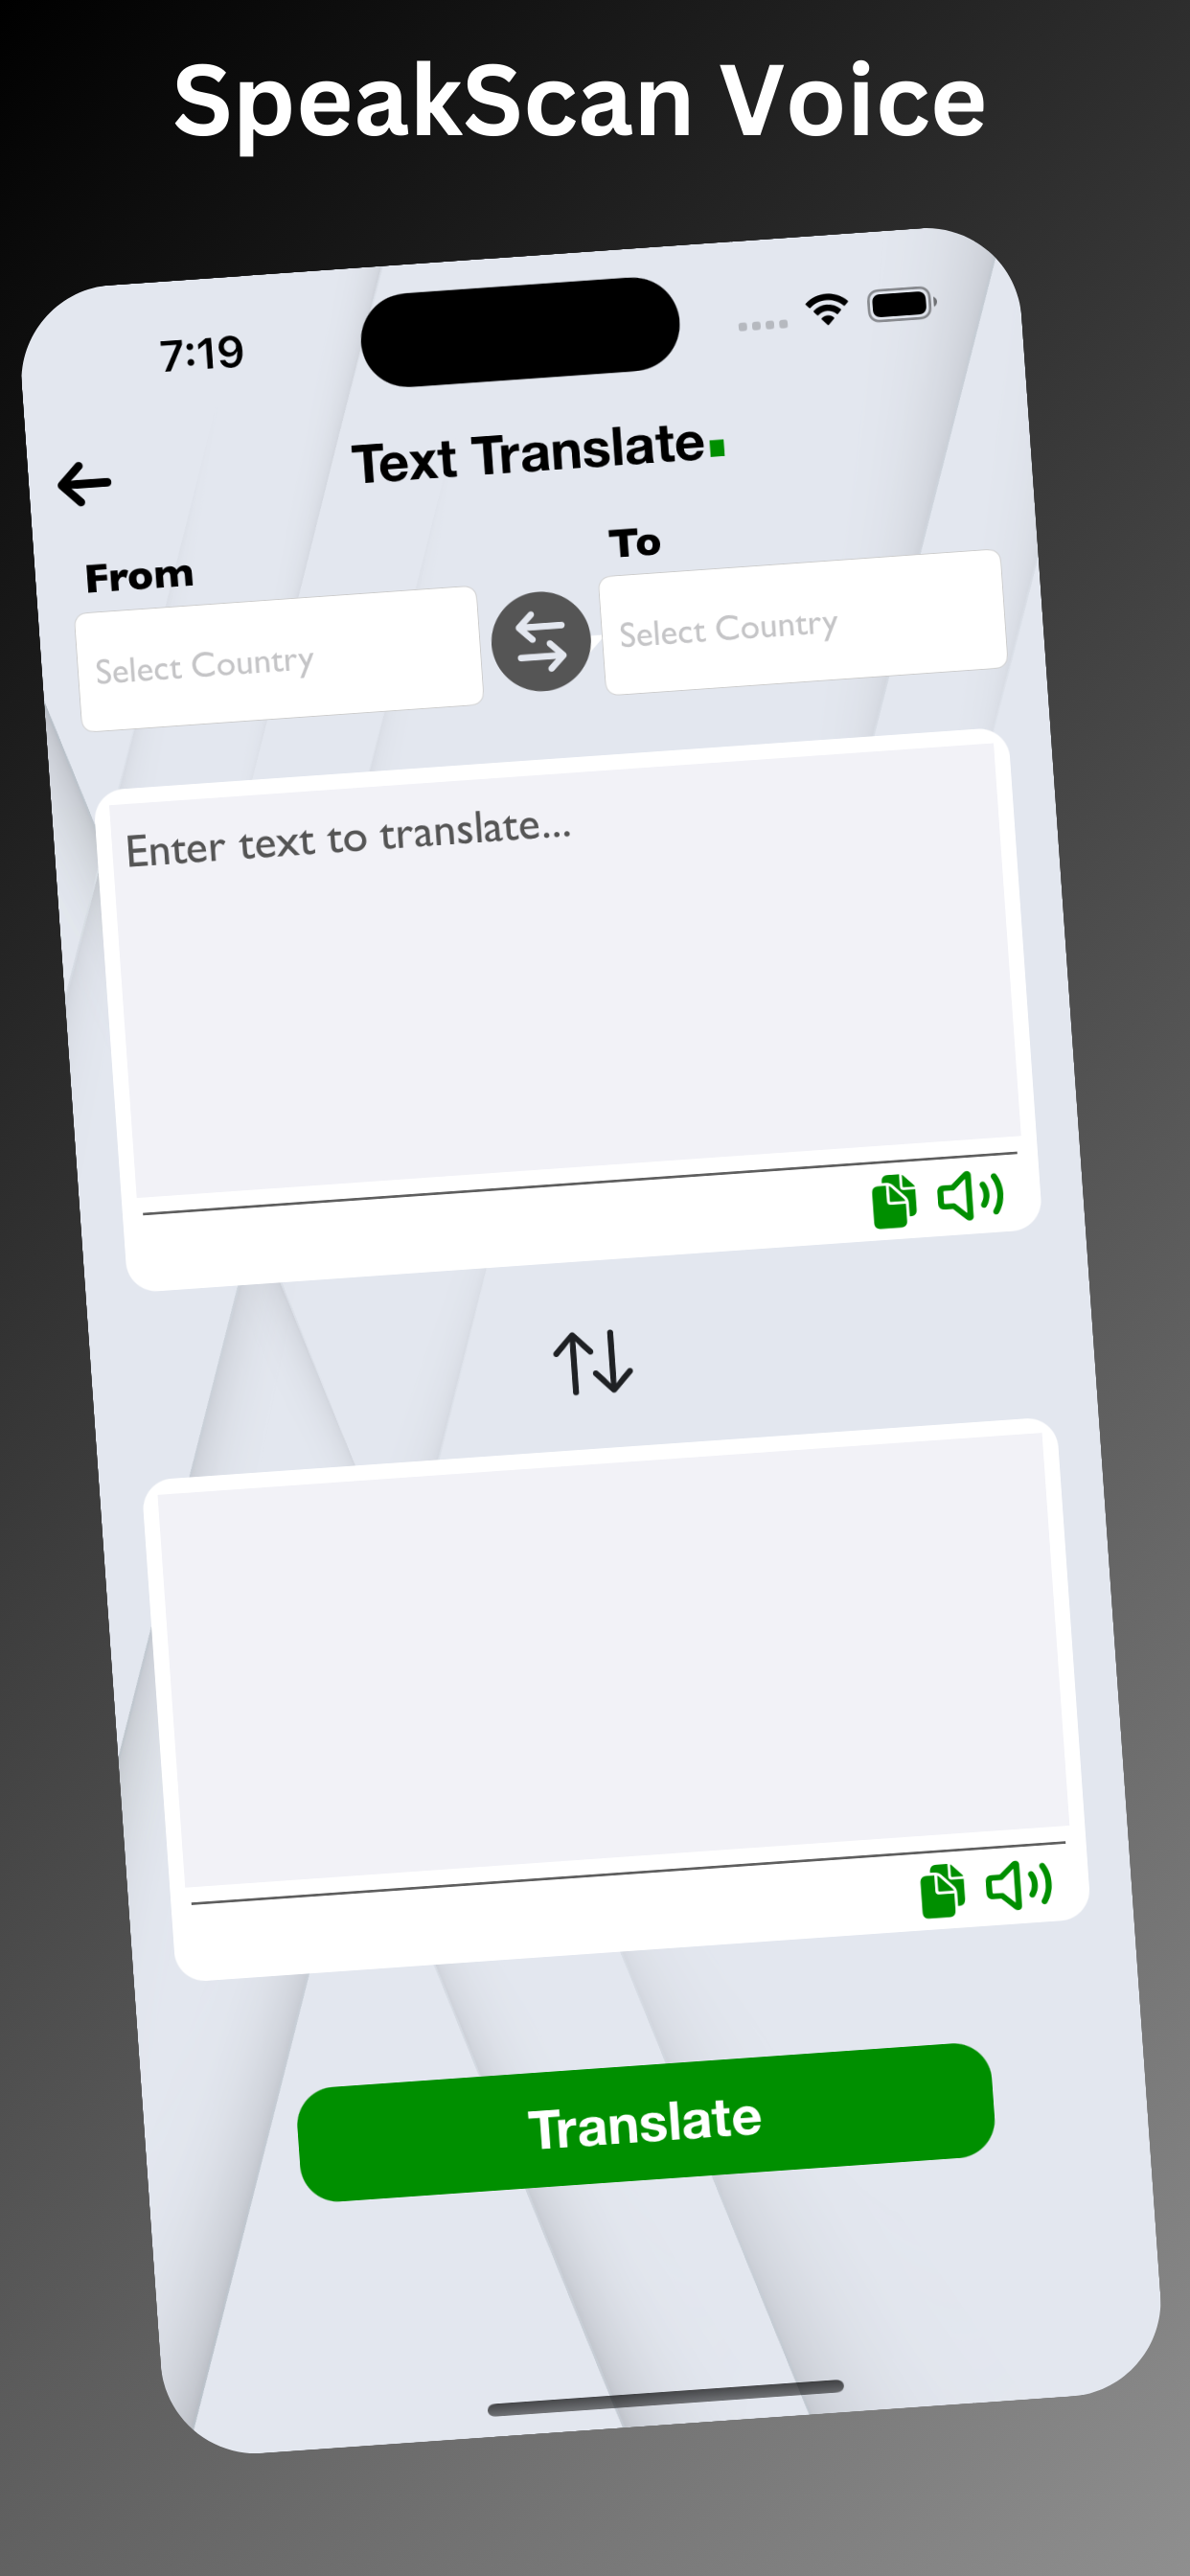 SpeakScan Voice
7:19
Text Translate.
From
To
Select Country
Select Country
Enter text to translate...
Translate